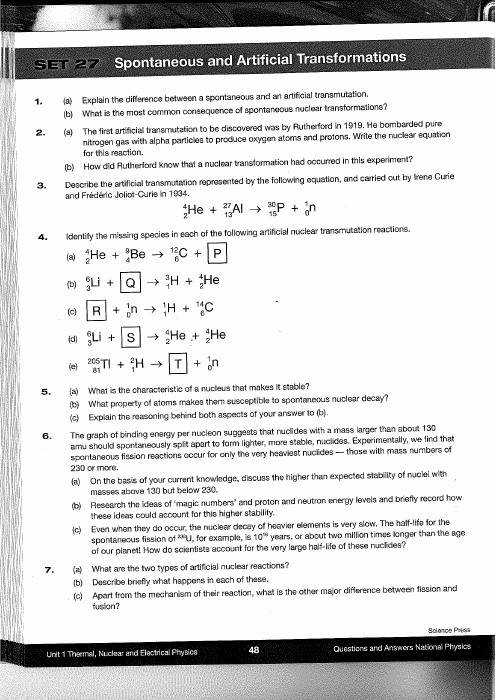 SET 27 Spontaneous and Artificial Transformations
1. (a) Explain the difference between a spontaneous and an artificial transmutation.
(b) What is the most common consequence of spontaneous nuclear transformations?
2. (a) The first artificial transmutation to be discovered was by Rutherford in 1919. He bombarded pure
nitrogen gas with alpha particles to produce oxygen atoms and protons. Write the nuclear equation
for this reaction.
(b) How did Rutherford know that a nuclear transformation had occurred in this experiment?
3. Describe the artificial transmutation represented by the following equation, and carried out by Irene Curie
and Frédéric Joliot-Curie in 1934.
⁴₂He + ²⁷₁₃Al → ³⁰₁₅P + ¹₀n
4. Identify the missing species in each of the following artificial nuclear transmutation reactions.
(a) ⁴₂He + ⁹₄Be → ¹²₆C + P
(b) ⁶₃Li + Q → ³₁H + ⁴₂He
(c) R + ¹₀n → ¹₁H + ¹⁴₆C
(d) ⁶₃Li + S → ⁴₂He + ⁴₂He
(e) ²⁰⁵₈₁Tl + ²₁H → T + ¹₀n
5. (a) What is the characteristic of a nucleus that makes it stable?
(b) What property of atoms makes them susceptible to spontaneous nuclear decay?
(c) Explain the reasoning behind both aspects of your answer to (b).
6. The graph of binding energy per nucleon suggests that nuclides with a mass larger than about 130
amu should spontaneously split apart to form lighter, more stable, nuclides. Experimentally, we find that
spontaneous fission reactions occur for only the very heaviest nuclides — those with mass numbers of
230 or more.
(a) On the basis of your current knowledge, discuss the higher than expected stability of nuclei with
masses above 130 but below 230.
(b) Research the ideas of 'magic numbers' and proton and neutron energy levels and briefly record how
these ideas could account for this higher stability.
(c) Even when they do occur, the nuclear decay of heavier elements is very slow. The half-life for the
spontaneous fission of ²³⁸U, for example, is 10¹⁶ years, or about two million times longer than the age
of our planet! How do scientists account for the very large half-life of these nuclides?
7. (a) What are the two types of artificial nuclear reactions?
(b) Describe briefly what happens in each of these.
(c) Apart from the mechanism of their reaction, what is the other major difference between fission and
fusion?
Science Press
Unit 1 Thermal, Nuclear and Electrical Physics 48 Questions and Answers National Physics